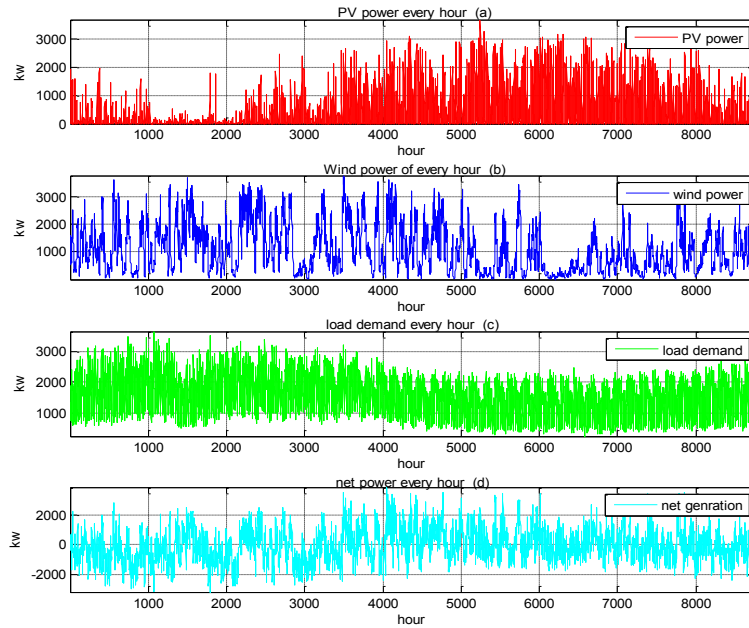 PV power every hour (a)
3000
2000
1000
0
kw
PV power
1000 2000 3000 4000 5000 6000 7000 8000
hour
Wind power of every hour (b)
3000
2000
1000
kw
wind power
1000 2000 3000 4000 5000 6000 7000 8000
hour
load demand every hour (c)
3000
2000
1000
kw
load demand
1000 2000 3000 4000 5000 6000 7000 8000
hour
net power every hour (d)
2000
0
-2000
kw
net genration
1000 2000 3000 4000 5000 6000 7000 8000
hour